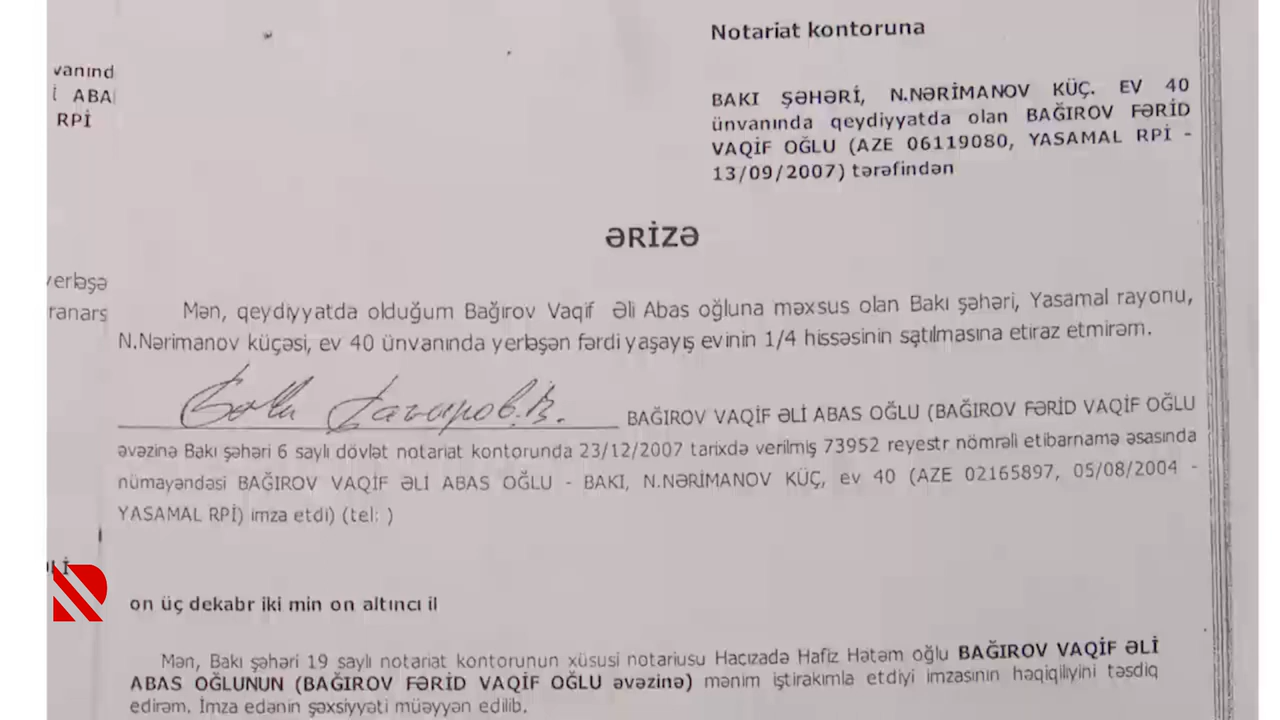 Notariat kontoruna
vanınd
İ ABA
RPİ
BAKI ŞƏHƏRİ, N.NƏRİMANOV KÜÇ. EV 40
ünvanında qeydiyyatda olan BAĞIROV FƏRİD
VAQİF OĞLU (AZE 06119080, YASAMAL RPİ -
13/09/2007) tərəfindən
ƏRİZƏ
yerləşə
ranars
Mən, qeydiyyatda olduğum Bağırov Vaqif Əli Abas oğluna məxsus olan Bakı şəhəri, Yasamal rayonu,
N.Nərimanov küçəsi, ev 40 ünvanında yerləşən fərdi yaşayış evinin 1/4 hissəsinin satılmasına etiraz etmirəm.
BAĞIROV VAQİF ƏLİ ABAS OĞLU (BAĞIROV FƏRİD VAQİF OĞLU
əvəzinə Bakı şəhəri 6 saylı dövlət notariat kontorunda 23/12/2007 tarixdə verilmiş 73952 reyestr nömrəli etibarnamə əsasında
nümayəndəsi BAĞIROV VAQİF ƏLİ ABAS OĞLU - BAKI, N.NƏRİMANOV KÜÇ, ev 40 (AZE 02165897, 05/08/2004 -
YASAMAL RPİ) imza etdi) (tel: )
on üç dekabr iki min on altıncı il
Mən, Bakı şəhəri 19 saylı notariat kontorunun xüsusi notariusu Hacızadə Hafiz Hətəm oğlu BAĞIROV VAQİF ƏLİ
ABAS OĞLUNUN (BAĞIROV FƏRİD VAQİF OĞLU əvəzinə) mənim iştirakımla etdiyi imzasının həqiqiliyini təsdiq
edirəm. İmza edənin şəxsiyyəti müəyyən edilib.